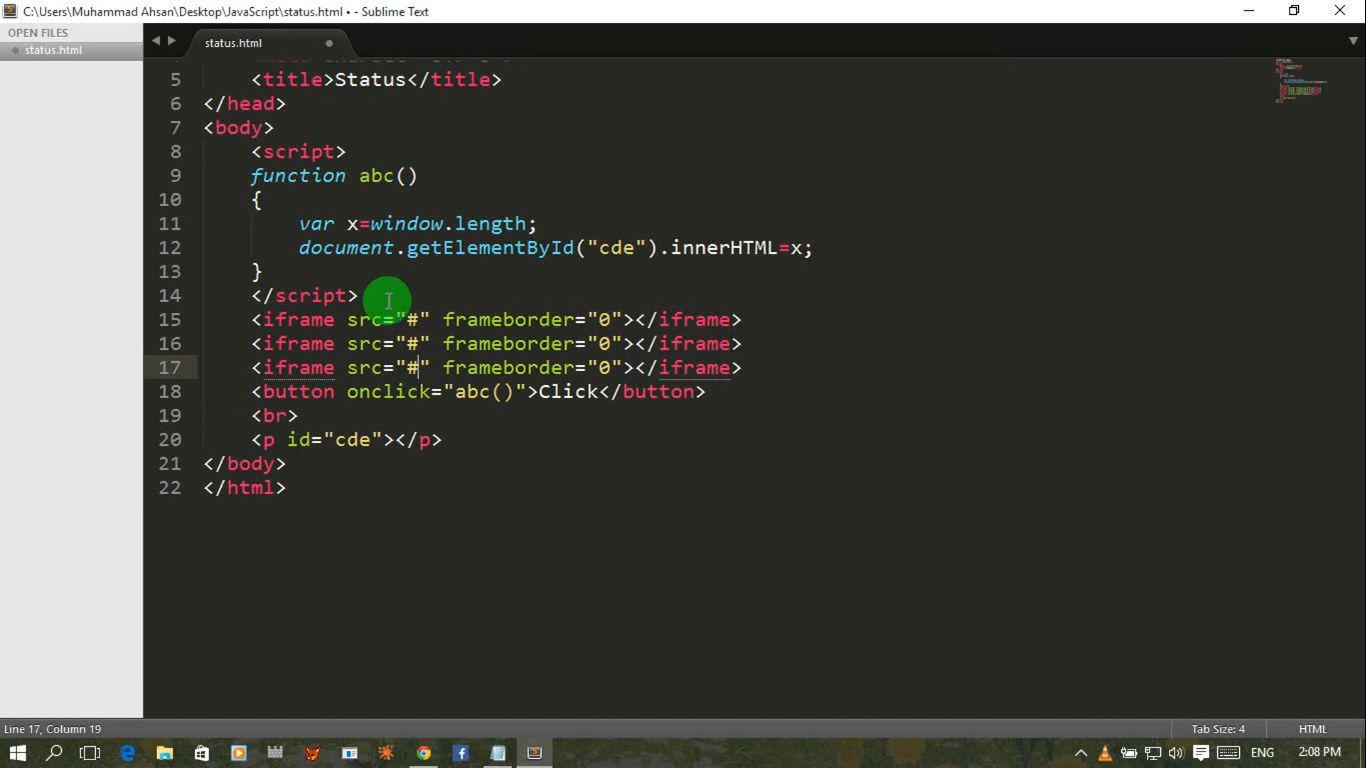 C:\Users\Muhammad Ahsan\Desktop\JavaScript\status.html • - Sublime Text
OPEN FILES
status.html
status.html
5 <title>Status</title>
6 </head>
7 <body>
8 <script>
9 function abc()
10 {
11 var x=window.length;
12 document.getElementById("cde").innerHTML=x;
13 }
14 </script>
15 <iframe src="#" frameborder="0"></iframe>
16 <iframe src="#" frameborder="0"></iframe>
17 <iframe src="#" frameborder="0"></iframe>
18 <button onclick="abc()">Click</button>
19 <br>
20 <p id="cde"></p>
21 </body>
22 </html>
Line 17, Column 19
Tab Size: 4
HTML
ENG
2:08 PM